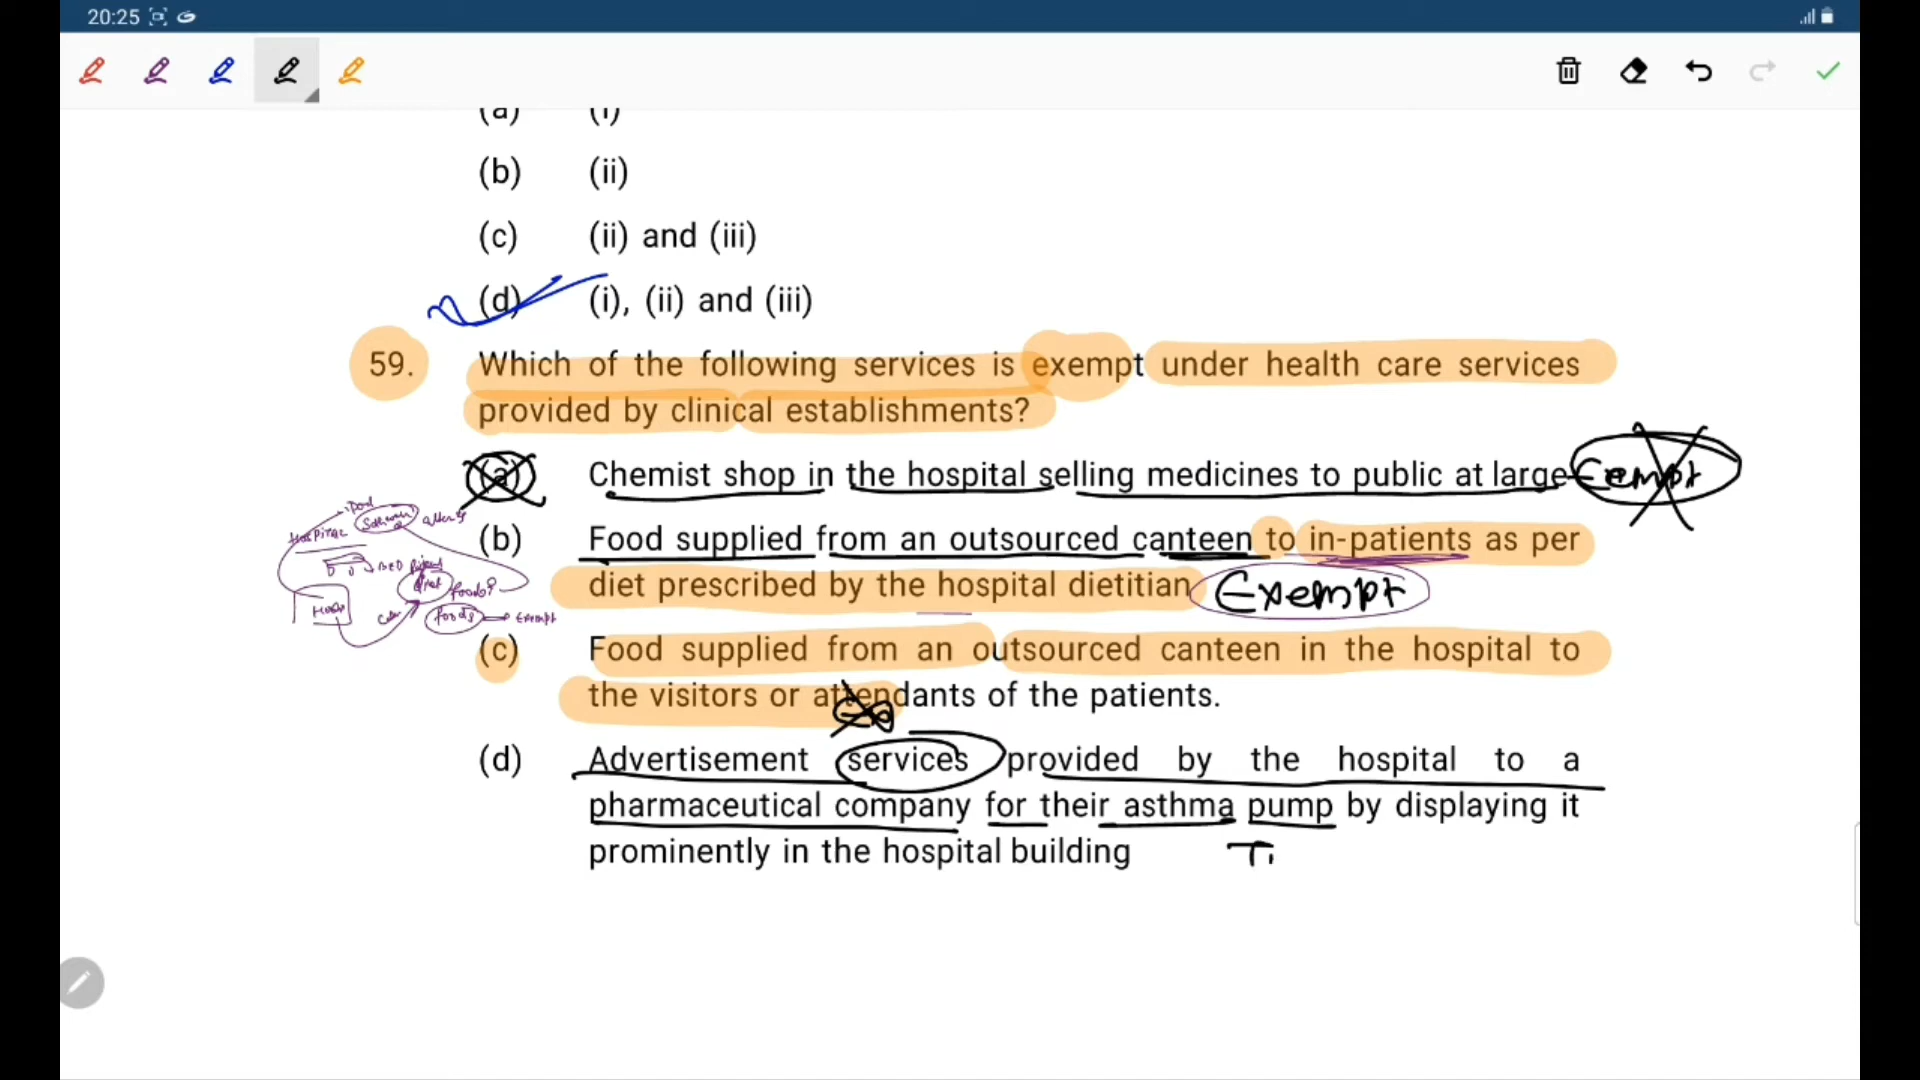 20:25
(a) (i)
(b) (ii)
(c) (ii) and (iii)
(d) (i), (ii) and (iii)
59. Which of the following services is exempt under health care services
provided by clinical establishments?
(a) Chemist shop in the hospital selling medicines to public at large Exempt
(b) Food supplied from an outsourced canteen to in-patients as per
diet prescribed by the hospital dietitian Exempt
Hospital
foods Exempt
(c) Food supplied from an outsourced canteen in the hospital to
the visitors or attendants of the patients.
(d) Advertisement services provided by the hospital to a
pharmaceutical company for their asthma pump by displaying it
prominently in the hospital building